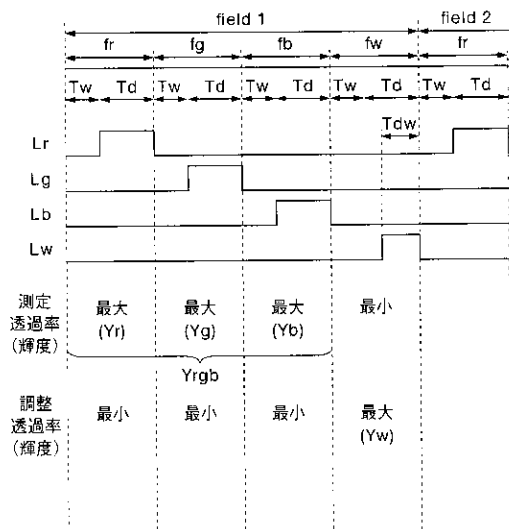 field 1 field 2
fr fg fb fw fr
Tw Td Tw Td Tw Td Tw Td Tw Td
Tdw
Lr
Lg
Lb
Lw
測定 最大 最大 最大 最小
透過率 (Yr) (Yg) (Yb)
(輝度)
Yrgb
調整 最小 最小 最小 最大
透過率 (Yw)
(輝度)